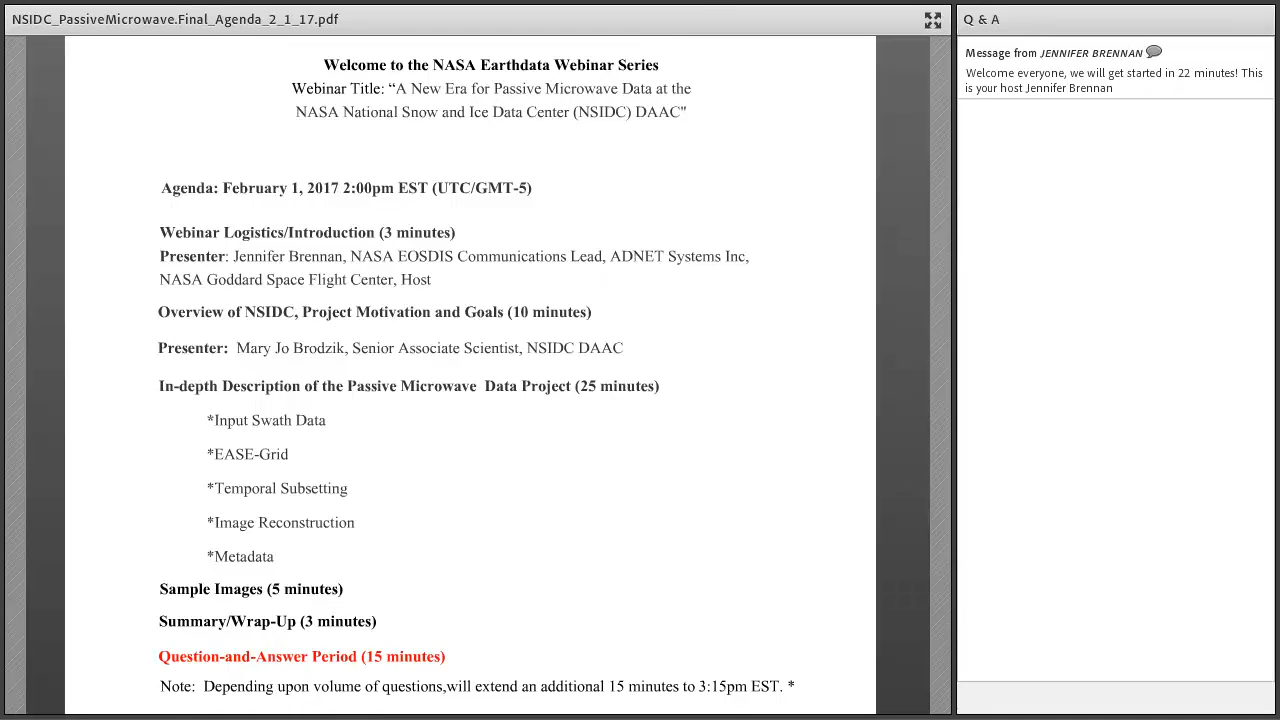 NSIDC_PassiveMicrowave.Final_Agenda_2_1_17.pdf
Welcome to the NASA Earthdata Webinar Series
Webinar Title: “A New Era for Passive Microwave Data at the
NASA National Snow and Ice Data Center (NSIDC) DAAC"
Agenda: February 1, 2017 2:00pm EST (UTC/GMT-5)
Webinar Logistics/Introduction (3 minutes)
Presenter: Jennifer Brennan, NASA EOSDIS Communications Lead, ADNET Systems Inc,
NASA Goddard Space Flight Center, Host
Overview of NSIDC, Project Motivation and Goals (10 minutes)
Presenter:  Mary Jo Brodzik, Senior Associate Scientist, NSIDC DAAC
In-depth Description of the Passive Microwave  Data Project (25 minutes)
*Input Swath Data
*EASE-Grid
*Temporal Subsetting
*Image Reconstruction
*Metadata
Sample Images (5 minutes)
Summary/Wrap-Up (3 minutes)
Question-and-Answer Period (15 minutes)
Note:  Depending upon volume of questions,will extend an additional 15 minutes to 3:15pm EST. *
Q & A
Message from JENNIFER BRENNAN
Welcome everyone, we will get started in 22 minutes! This
is your host Jennifer Brennan